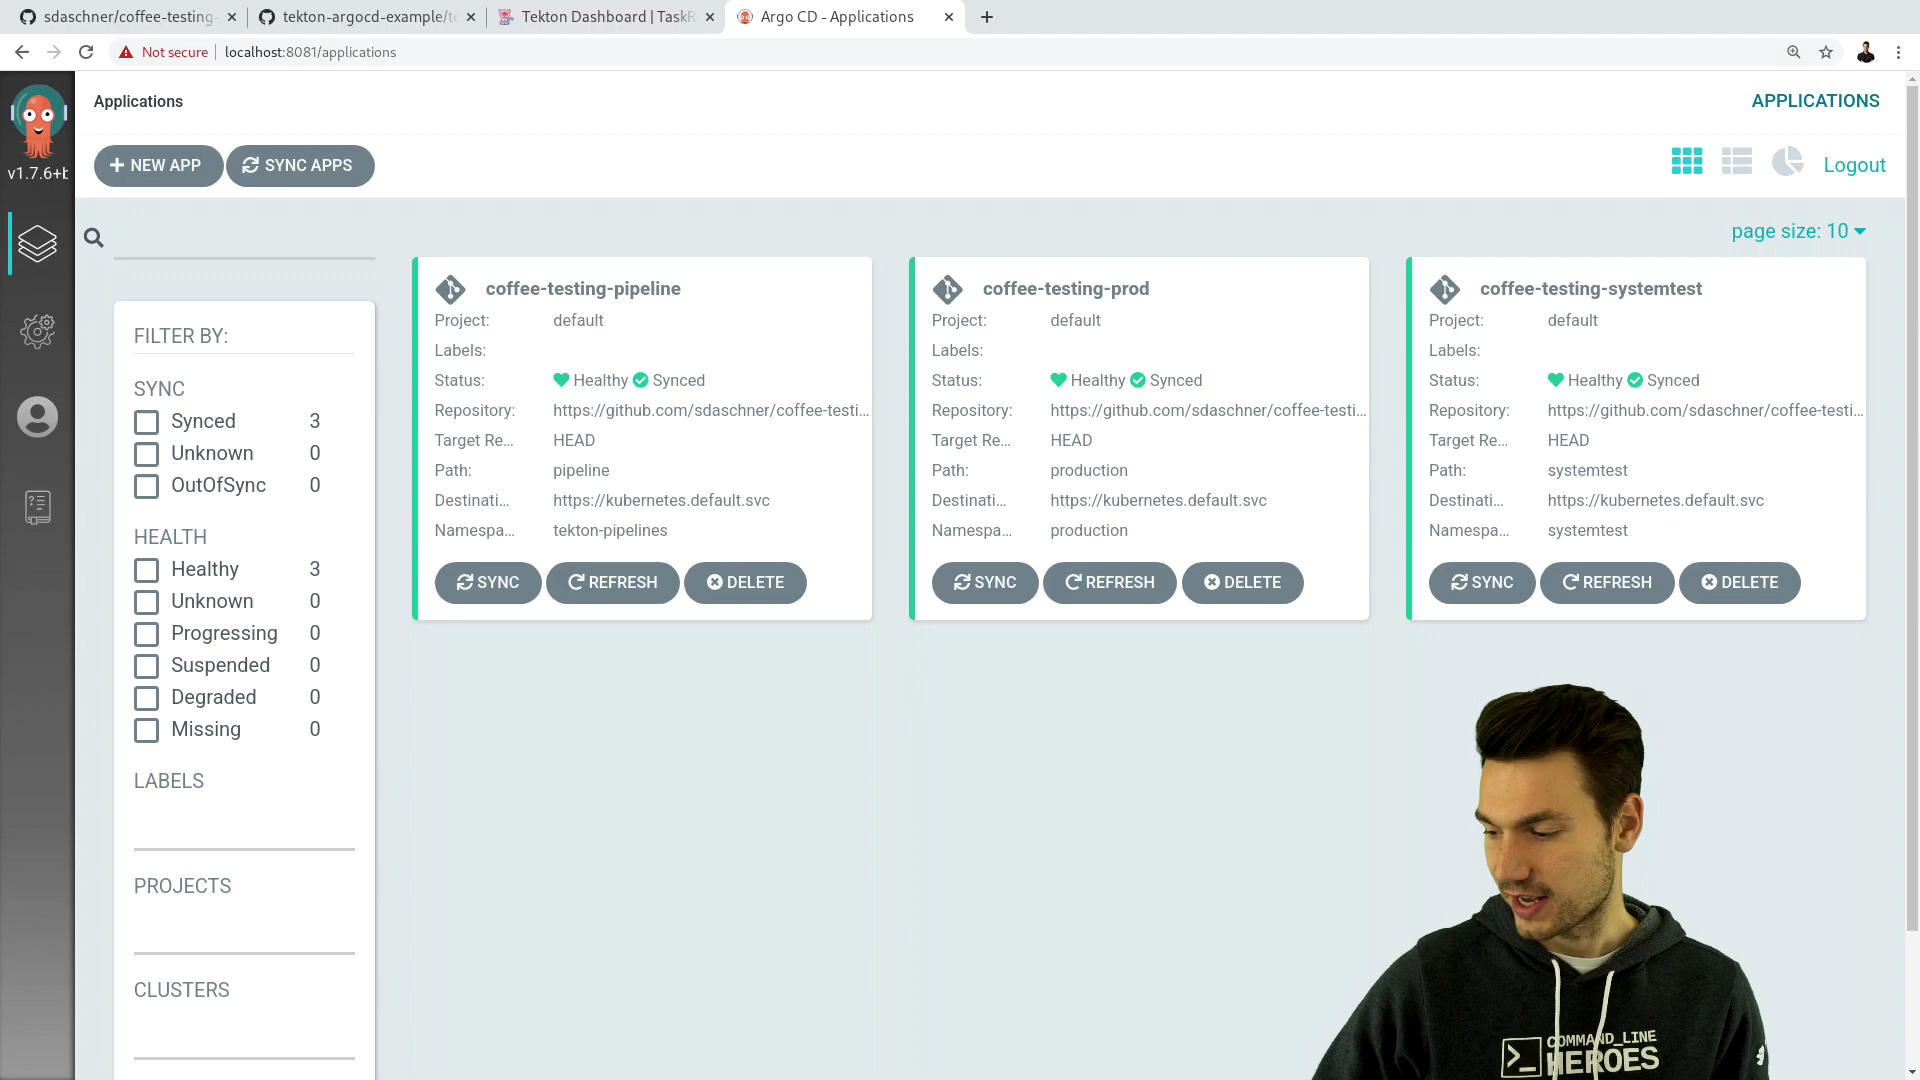 sdaschner/coffee-testing-
tekton-argocd-example/te
Tekton Dashboard | TaskR
Argo CD - Applications
Not secure
localhost:8081/applications
Applications
APPLICATIONS
v1.7.6+b
NEW APP
SYNC APPS
Logout
page size: 10
FILTER BY:
SYNC
Synced 3
Unknown 0
OutOfSync 0
HEALTH
Healthy 3
Unknown 0
Progressing 0
Suspended 0
Degraded 0
Missing 0
LABELS
PROJECTS
CLUSTERS
coffee-testing-pipeline
Project: default
Labels:
Status: Healthy Synced
Repository: https://github.com/sdaschner/coffee-testi...
Target Re... HEAD
Path: pipeline
Destinati... https://kubernetes.default.svc
Namespa... tekton-pipelines
SYNC REFRESH DELETE
coffee-testing-prod
Project: default
Labels:
Status: Healthy Synced
Repository: https://github.com/sdaschner/coffee-testi...
Target Re... HEAD
Path: production
Destinati... https://kubernetes.default.svc
Namespa... production
SYNC REFRESH DELETE
coffee-testing-systemtest
Project: default
Labels:
Status: Healthy Synced
Repository: https://github.com/sdaschner/coffee-testi...
Target Re... HEAD
Path: systemtest
Destinati... https://kubernetes.default.svc
Namespa... systemtest
SYNC REFRESH DELETE
COMMAND_LINE
HEROES